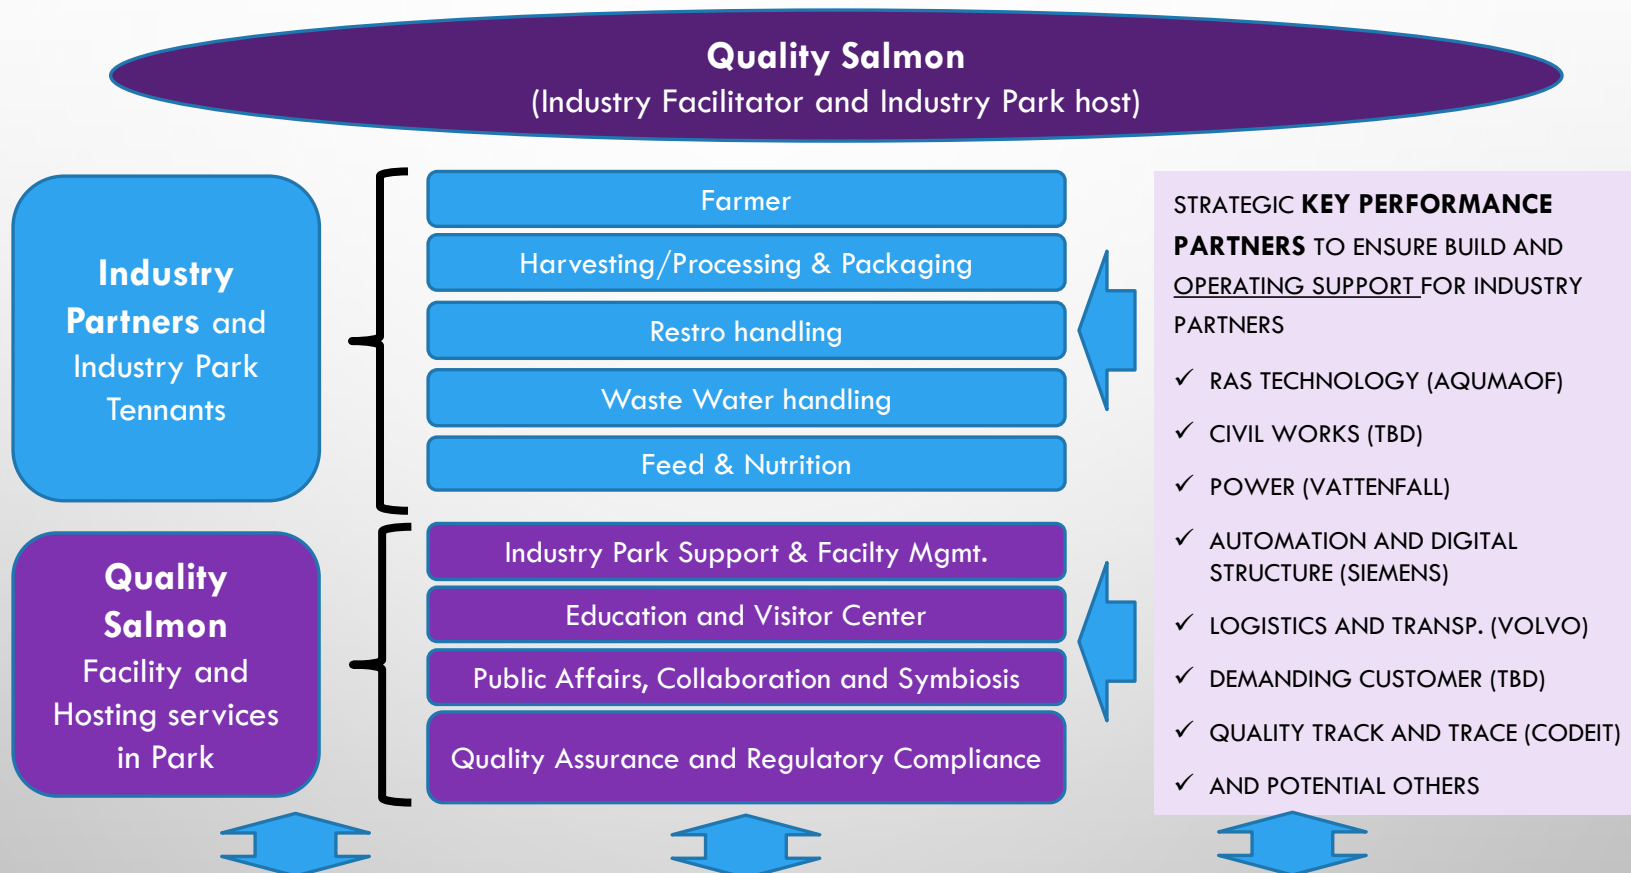 Quality Salmon
(Industry Facilitator and Industry Park host)
Industry
Partners and
Industry Park
Tennants
Farmer
Harvesting/Processing & Packaging
Restro handling
Waste Water handling
Feed & Nutrition
Quality
Salmon
Facility and
Hosting services
in Park
Industry Park Support & Facilty Mgmt.
Education and Visitor Center
Public Affairs, Collaboration and Symbiosis
Quality Assurance and Regulatory Compliance
STRATEGIC KEY PERFORMANCE
PARTNERS TO ENSURE BUILD AND
OPERATING SUPPORT FOR INDUSTRY
PARTNERS
✓ RAS TECHNOLOGY (AQUMAOF)
✓ CIVIL WORKS (TBD)
✓ POWER (VATTENFALL)
✓ AUTOMATION AND DIGITAL
STRUCTURE (SIEMENS)
✓ LOGISTICS AND TRANSP. (VOLVO)
✓ DEMANDING CUSTOMER (TBD)
✓ QUALITY TRACK AND TRACE (CODEIT)
✓ AND POTENTIAL OTHERS